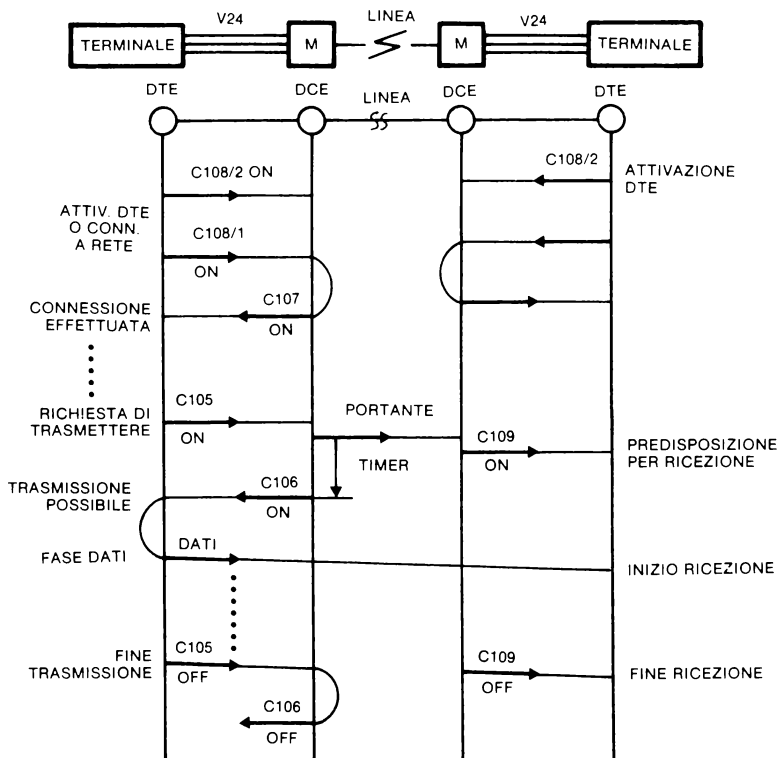 V24
LINEA
V24
TERMINALE
M
M
TERMINALE
DTE
DCE
LINEA
DCE
DTE
C108/2 ON
C108/2
ATTIVAZIONE
DTE
ATTIV. DTE
O CONN.
A RETE
C108/1
ON
CONNESSIONE
EFFETTUATA
C107
ON
RICHIESTA DI
TRASMETTERE
C105
ON
PORTANTE
TIMER
C109
ON
PREDISPOSIZIONE
PER RICEZIONE
TRASMISSIONE
POSSIBILE
C106
ON
FASE DATI
DATI
INIZIO RICEZIONE
FINE
TRASMISSIONE
C105
OFF
C109
OFF
FINE RICEZIONE
C106
OFF